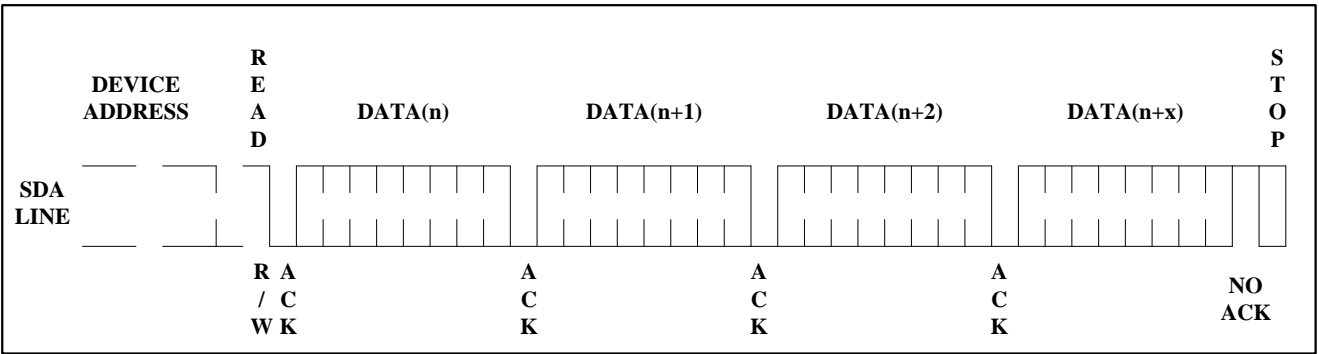 READ
STOP
DEVICE
ADDRESS
DATA(n)
DATA(n+1)
DATA(n+2)
DATA(n+x)
SDA
LINE
R/W
ACK
ACK
ACK
ACK
NO
ACK